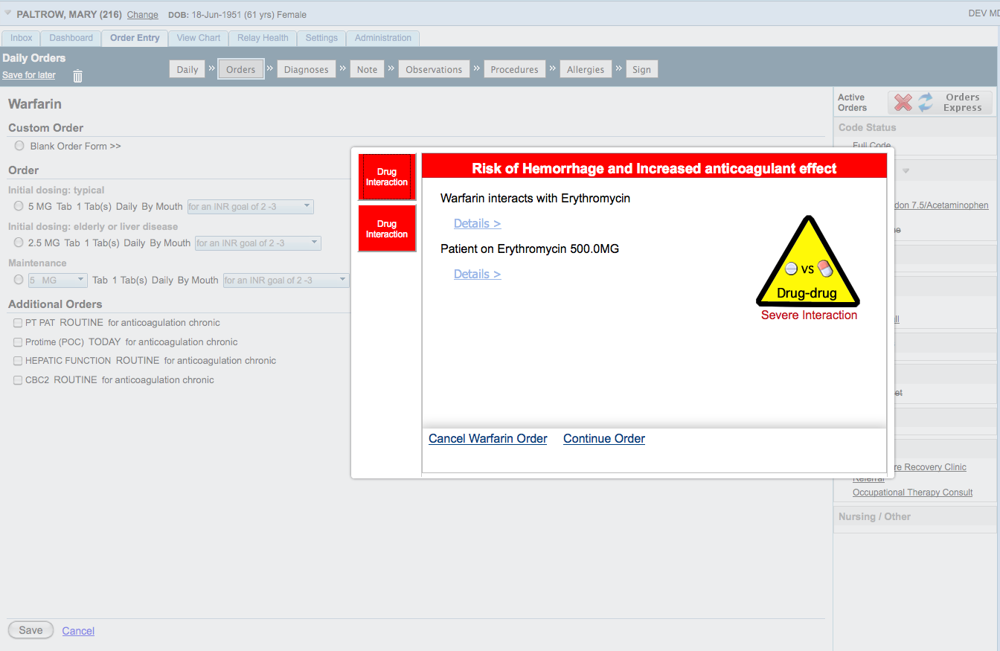 PALTROW, MARY (216) Change DOB: 18-Jun-1951 (61 yrs) Female
DEV MD
Inbox Dashboard Order Entry View Chart Relay Health Settings Administration
Daily Orders
Save for later
Daily » Orders » Diagnoses » Note » Observations » Procedures » Allergies » Sign
Warfarin
Custom Order
Blank Order Form >>
Order
Initial dosing: typical
5 MG Tab 1 Tab(s) Daily By Mouth for an INR goal of 2 -3
Initial dosing: elderly or liver disease
2.5 MG Tab 1 Tab(s) Daily By Mouth for an INR goal of 2 -3
Maintenance
5 MG Tab 1 Tab(s) Daily By Mouth for an INR goal of 2 -3
Additional Orders
PT PAT ROUTINE for anticoagulation chronic
Protime (POC) TODAY for anticoagulation chronic
HEPATIC FUNCTION ROUTINE for anticoagulation chronic
CBC2 ROUTINE for anticoagulation chronic
Save Cancel
Drug
Interaction
Drug
Interaction
Risk of Hemorrhage and Increased anticoagulant effect
Warfarin interacts with Erythromycin
Details >
Patient on Erythromycin 500.0MG
Details >
VS
Drug-drug
Severe Interaction
Cancel Warfarin Order Continue Order
Active
Orders
Orders
Express
Code Status
Full Code
don 7.5/Acetaminophen
re Recovery Clinic
Referral
Occupational Therapy Consult
Nursing / Other